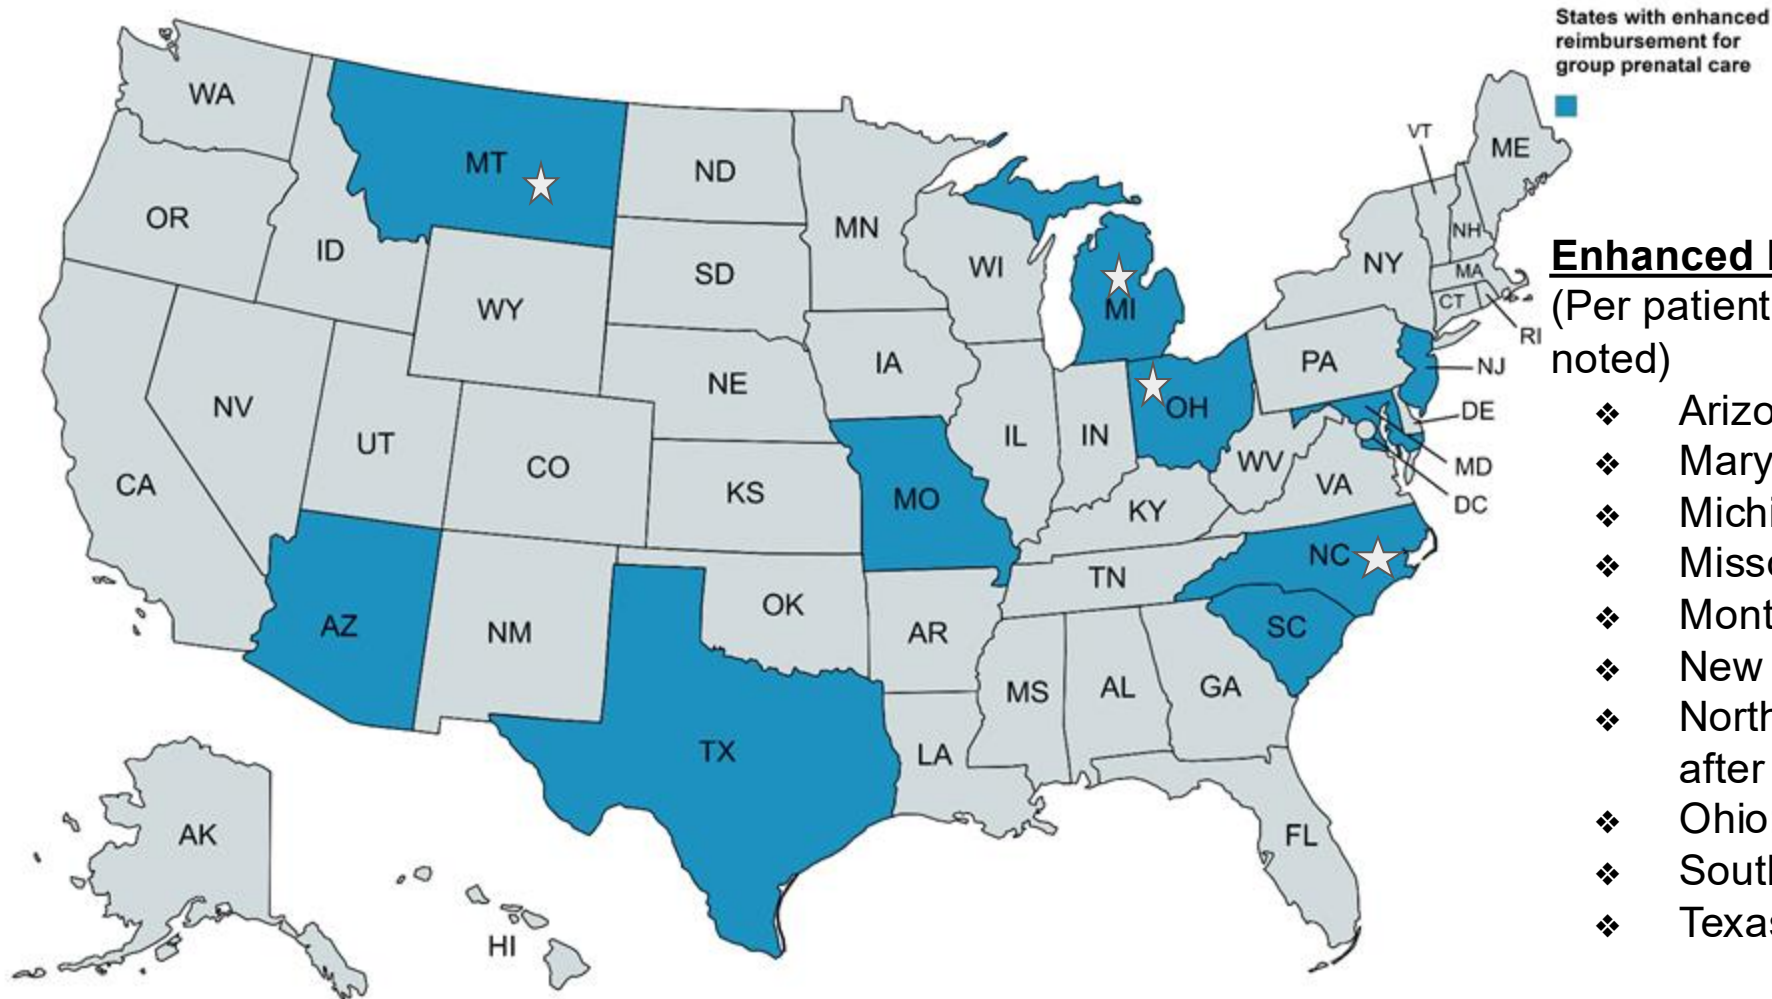 States with enhanced
reimbursement for
group prenatal care
WA
MT
ND
MN
VT
ME
OR
ID
SD
WI
NY
NH
MA
WY
MI
CT
RI
IA
PA
NJ
NE
NV
OH
DE
UT
IL
IN
WV
MD
CO
CA
KS
MO
VA
DC
KY
NC
TN
AZ
NM
OK
AR
SC
MS
AL
GA
TX
LA
AK
FL
HI
Enhanced
(Per patient
noted)
❖ Arizo
❖ Mary
❖ Michi
❖ Misso
❖ Mont
❖ New
❖ North
after
❖ Ohio
❖ South
❖ Texas